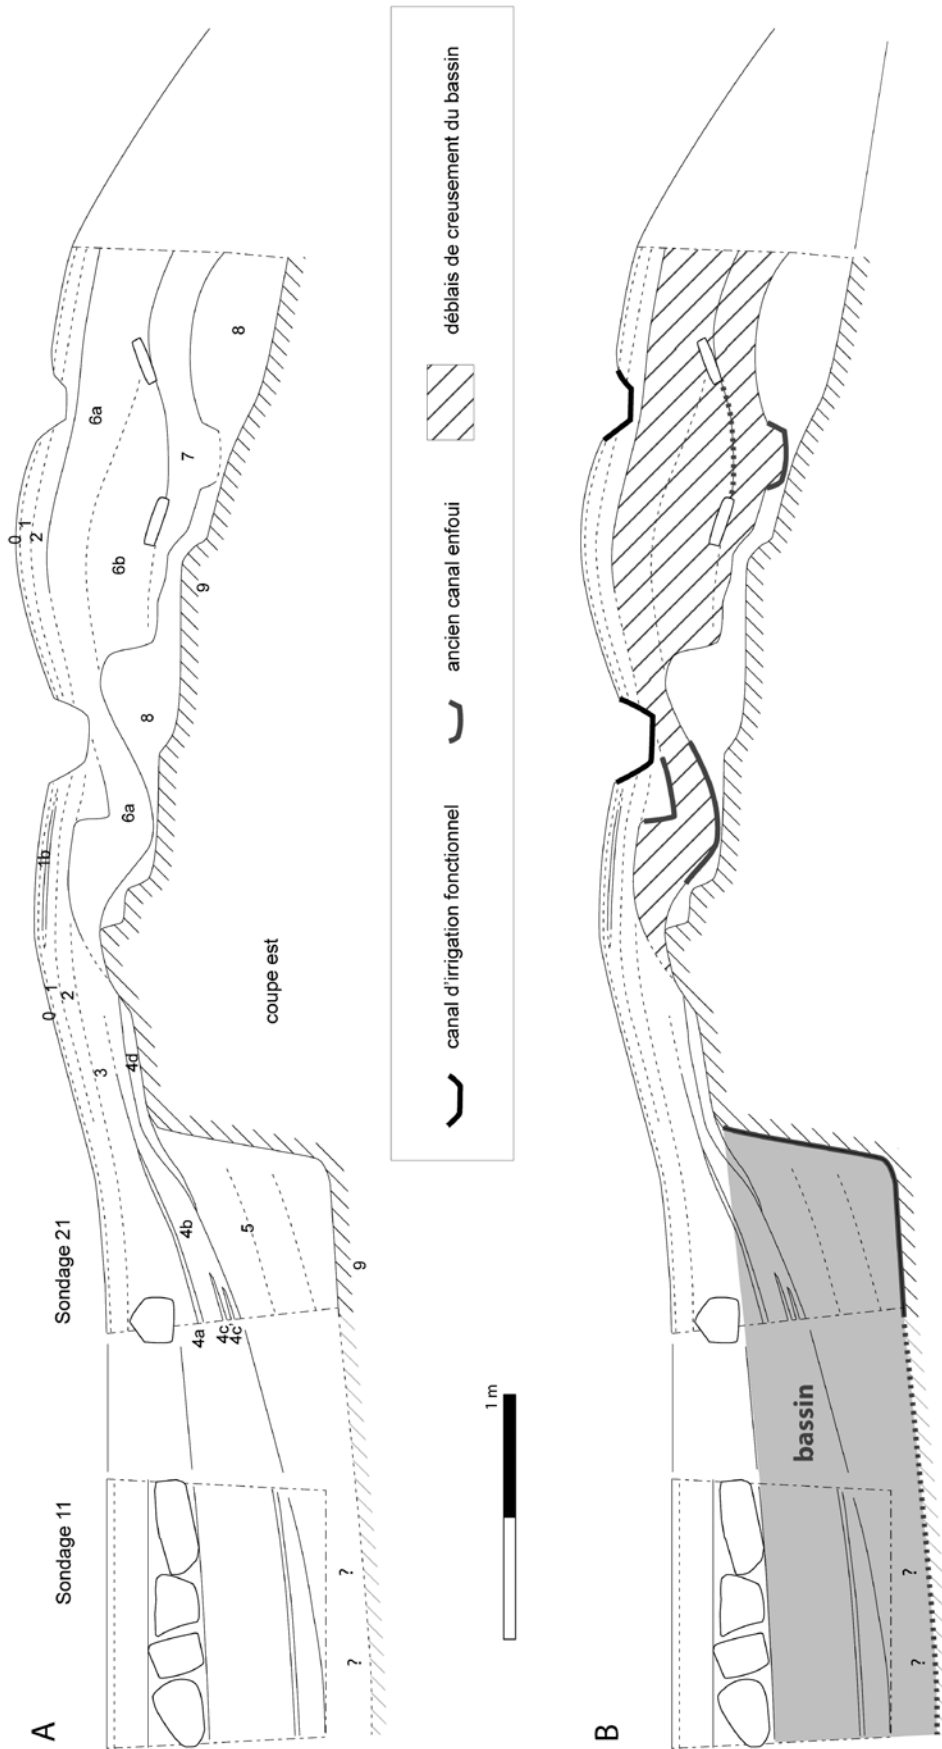 A
Sondage 11
Sondage 21
0
1
2
1b
0
1
2
3
4d
4b
4a
4c
4c'
5
6a
6a
6b
7
8
8
9
9
?
?
coupe est
1 m
canal d'irrigation fonctionnel
ancien canal enfoui
déblais de creusement du bassin
B
bassin
?
?